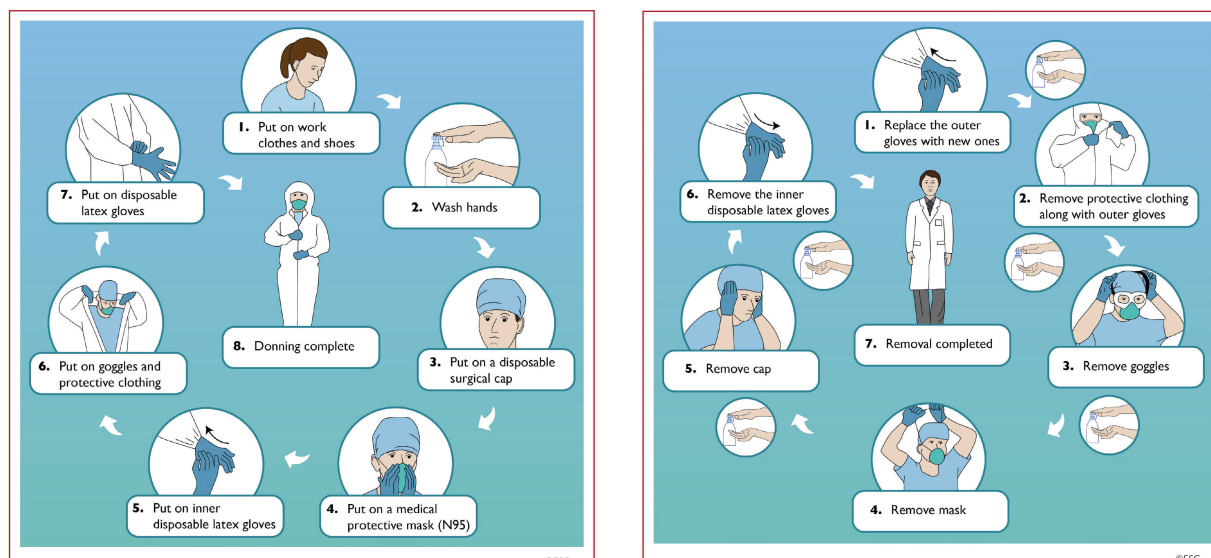 1. Put on work
clothes and shoes
2. Wash hands
3. Put on a disposable
surgical cap
4. Put on a medical
protective mask (N95)
5. Put on inner
disposable latex gloves
6. Put on goggles and
protective clothing
7. Put on disposable
latex gloves
8. Donning complete
1. Replace the outer
gloves with new ones
2. Remove protective clothing
along with outer gloves
3. Remove goggles
4. Remove mask
5. Remove cap
6. Remove the inner
disposable latex gloves
7. Removal completed
©ESC